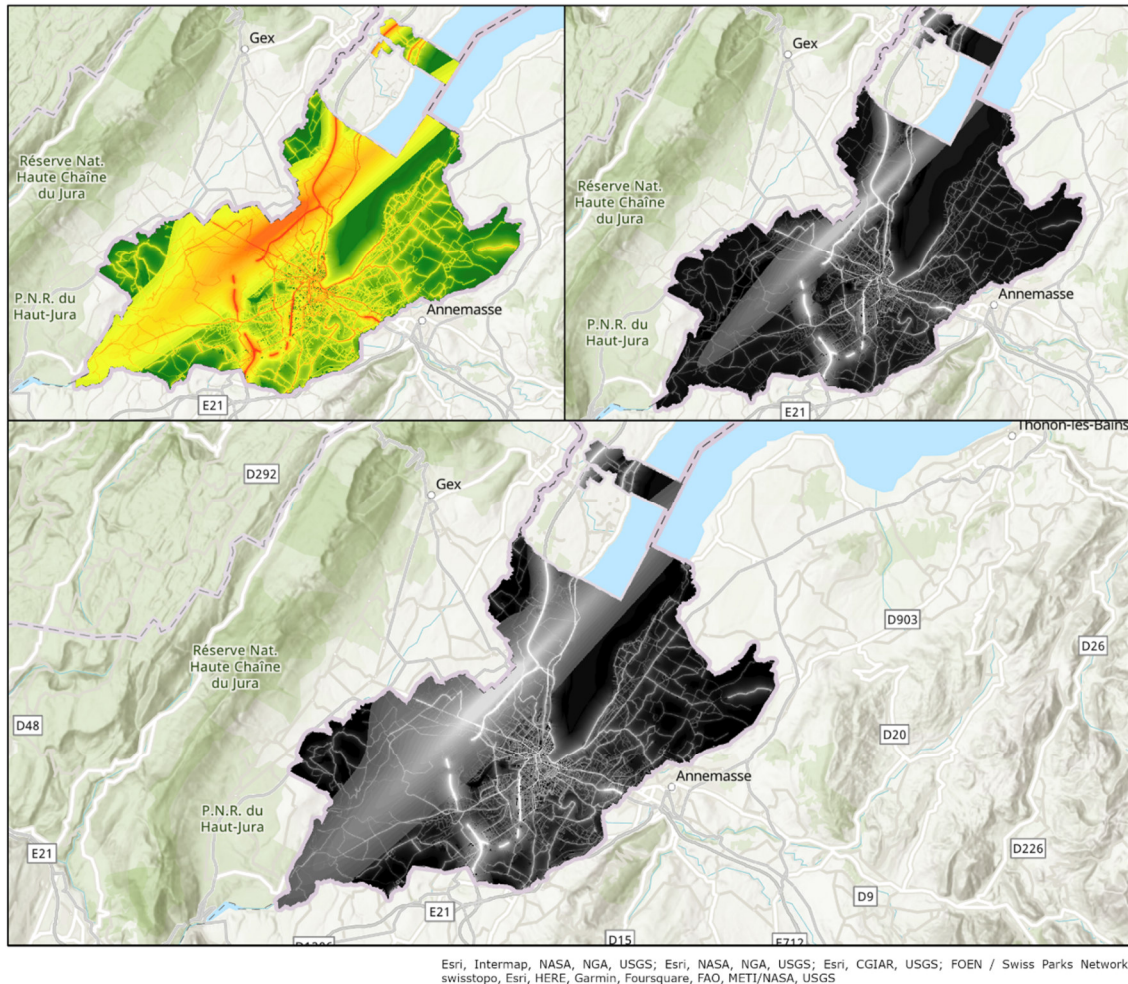 Gex
Réserve Nat.
Haute Chaîne
du Jura
P.N.R. du
Haut-Jura
Annemasse
E21
Gex
Réserve Nat.
Haute Chaîne
du Jura
P.N.R. du
Haut-Jura
Annemasse
E21
Thonon-les-Bains
D292
Gex
D903
D26
Réserve Nat.
Haute Chaîne
du Jura
D48
D20
Annemasse
P.N.R. du
Haut-Jura
E21
D226
D9
E21
D15
E712
Esri, Intermap, NASA, NGA, USGS; Esri, NASA, NGA, USGS; Esri, CGIAR, USGS; FOEN / Swiss Parks Network
swisstopo, Esri, HERE, Garmin, Foursquare, FAO, METI/NASA, USGS